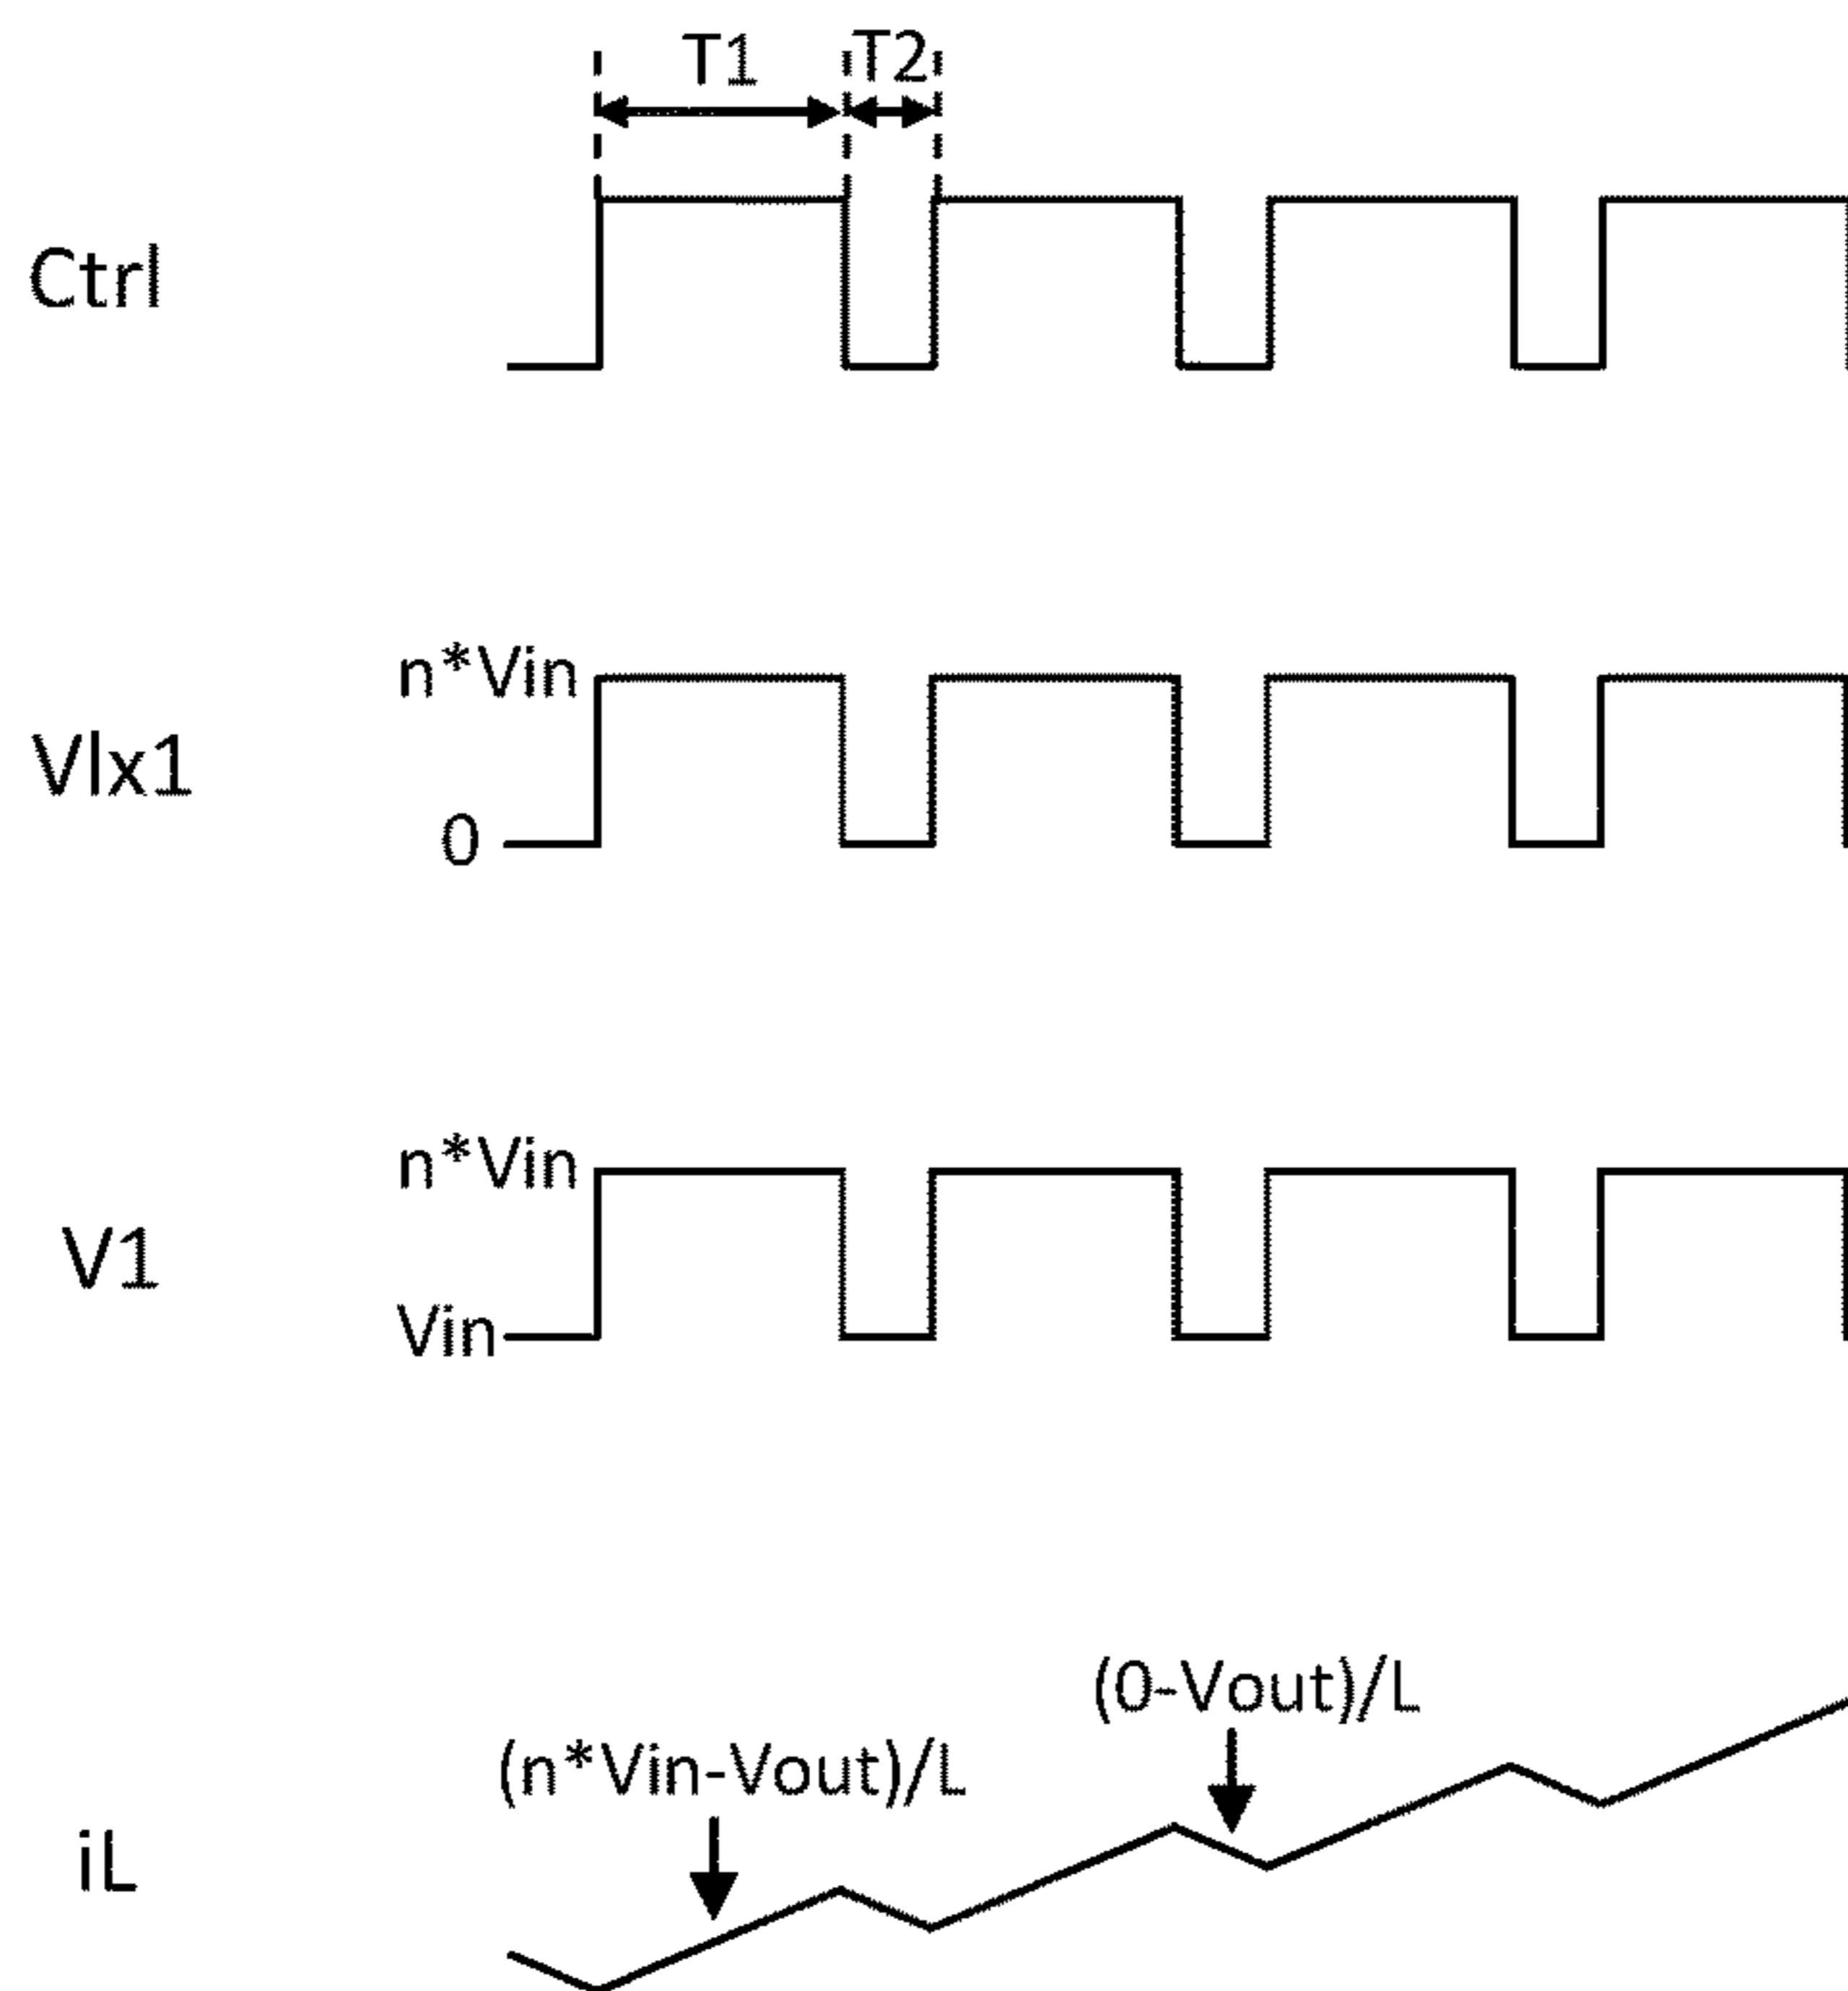 T1 T2
Ctrl
n*Vin
Vlx1
0
n*Vin
V1
Vin
(0-Vout)/L
(n*Vin-Vout)/L
iL